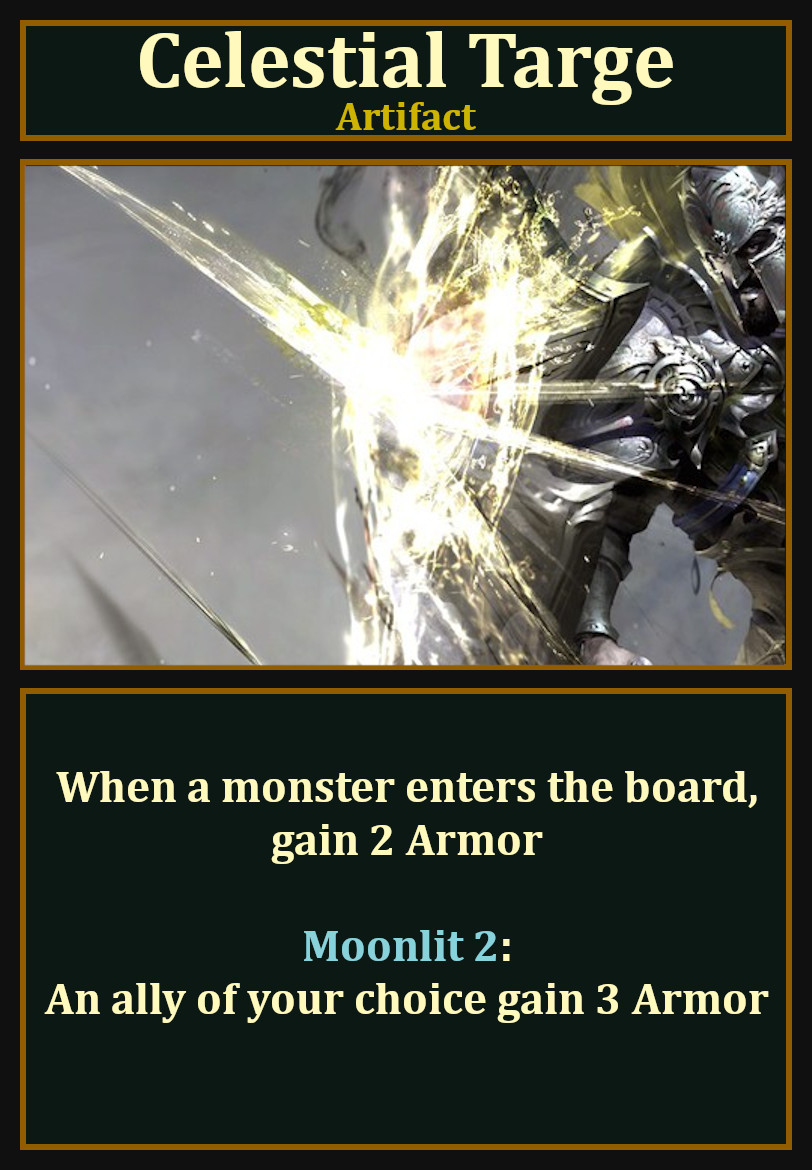 Celestial Targe
Artifact
When a monster enters the board,
gain 2 Armor
Moonlit 2:
An ally of your choice gain 3 Armor